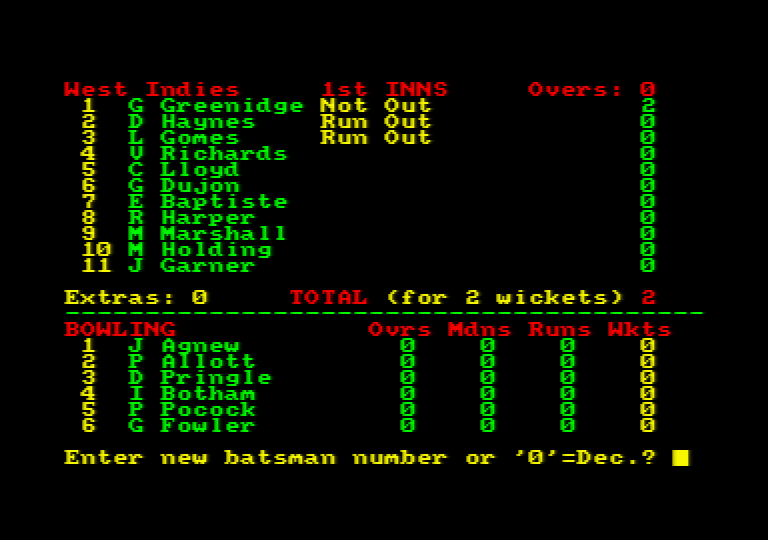 West Indies 1st INNS Overs: 0
1 G Greenidge Not Out 2
2 D Haynes Run Out 0
3 L Gomes Run Out 0
4 V Richards 0
5 C Lloyd 0
6 G Dujon 0
7 E Baptiste 0
8 R Harper 0
9 M Marshall 0
10 M Holding 0
11 J Garner 0
Extras: 0 TOTAL (for 2 wickets) 2
BOWLING Ovrs Mdns Runs Wkts
1 J Agnew 0 0 0 0
2 P Allott 0 0 0 0
3 D Pringle 0 0 0 0
4 I Botham 0 0 0 0
5 P Pocock 0 0 0 0
6 G Fowler 0 0 0 0
Enter new batsman number or '0'=Dec.?